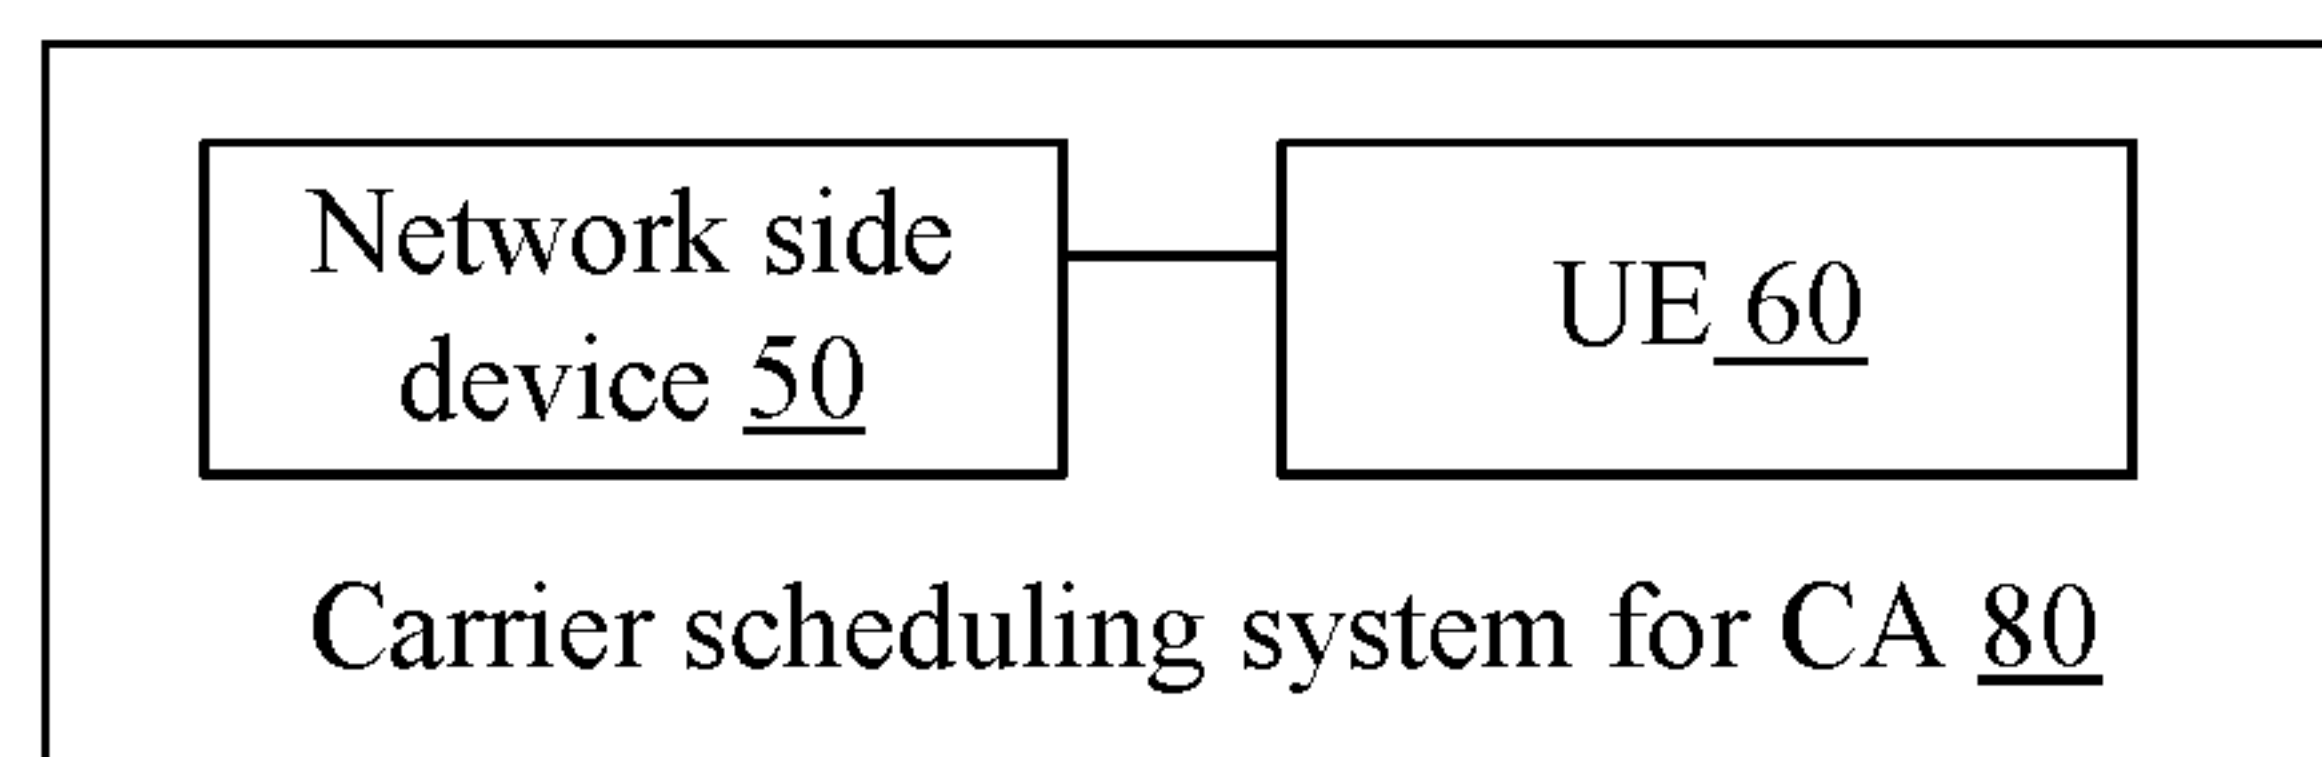 Network side
device 50
UE 60
Carrier scheduling system for CA 80